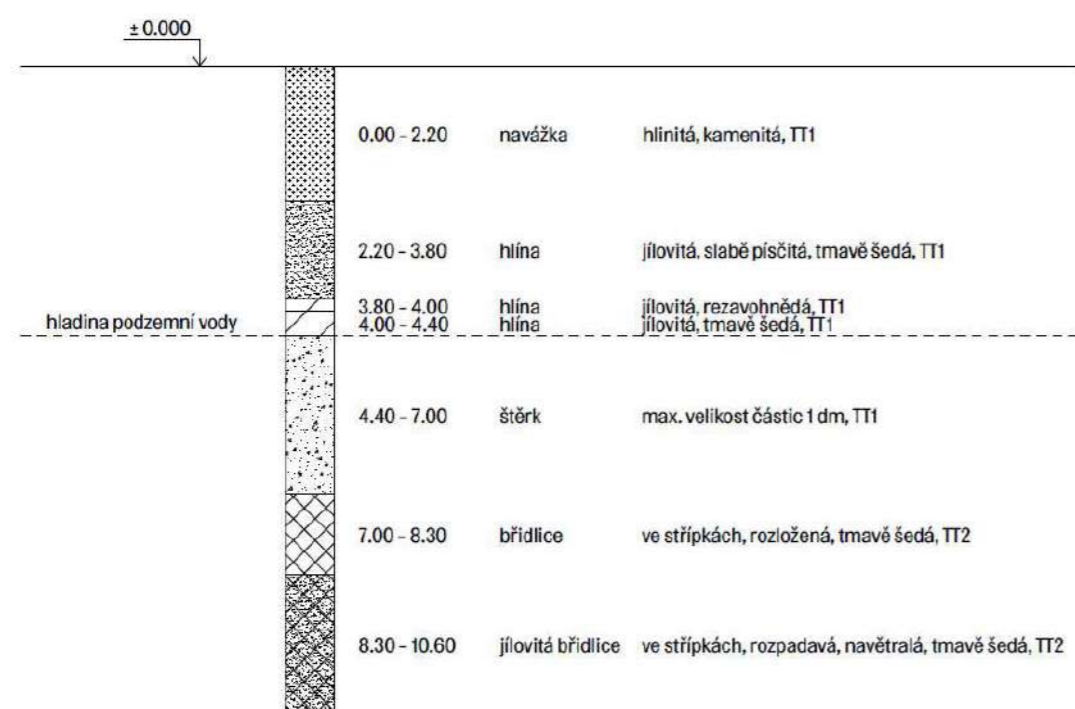 ± 0.000
0.00 – 2.20 navážka hlinitá, kamenitá, TT1
2.20 – 3.80 hlína jílovitá, slabě písčitá, tmavě šedá, TT1
3.80 – 4.00 hlína jílovitá, rezavohnědá, TT1
hladina podzemní vody
4.00 – 4.40 hlína jílovitá, tmavě šedá, TT1
4.40 – 7.00 štěrk max. velikost částic 1 dm, TT1
7.00 – 8.30 břidlice ve střípkách, rozložená, tmavě šedá, TT2
8.30 – 10.60 jílovitá břidlice ve střípkách, rozpadavá, navětralá, tmavě šedá, TT2